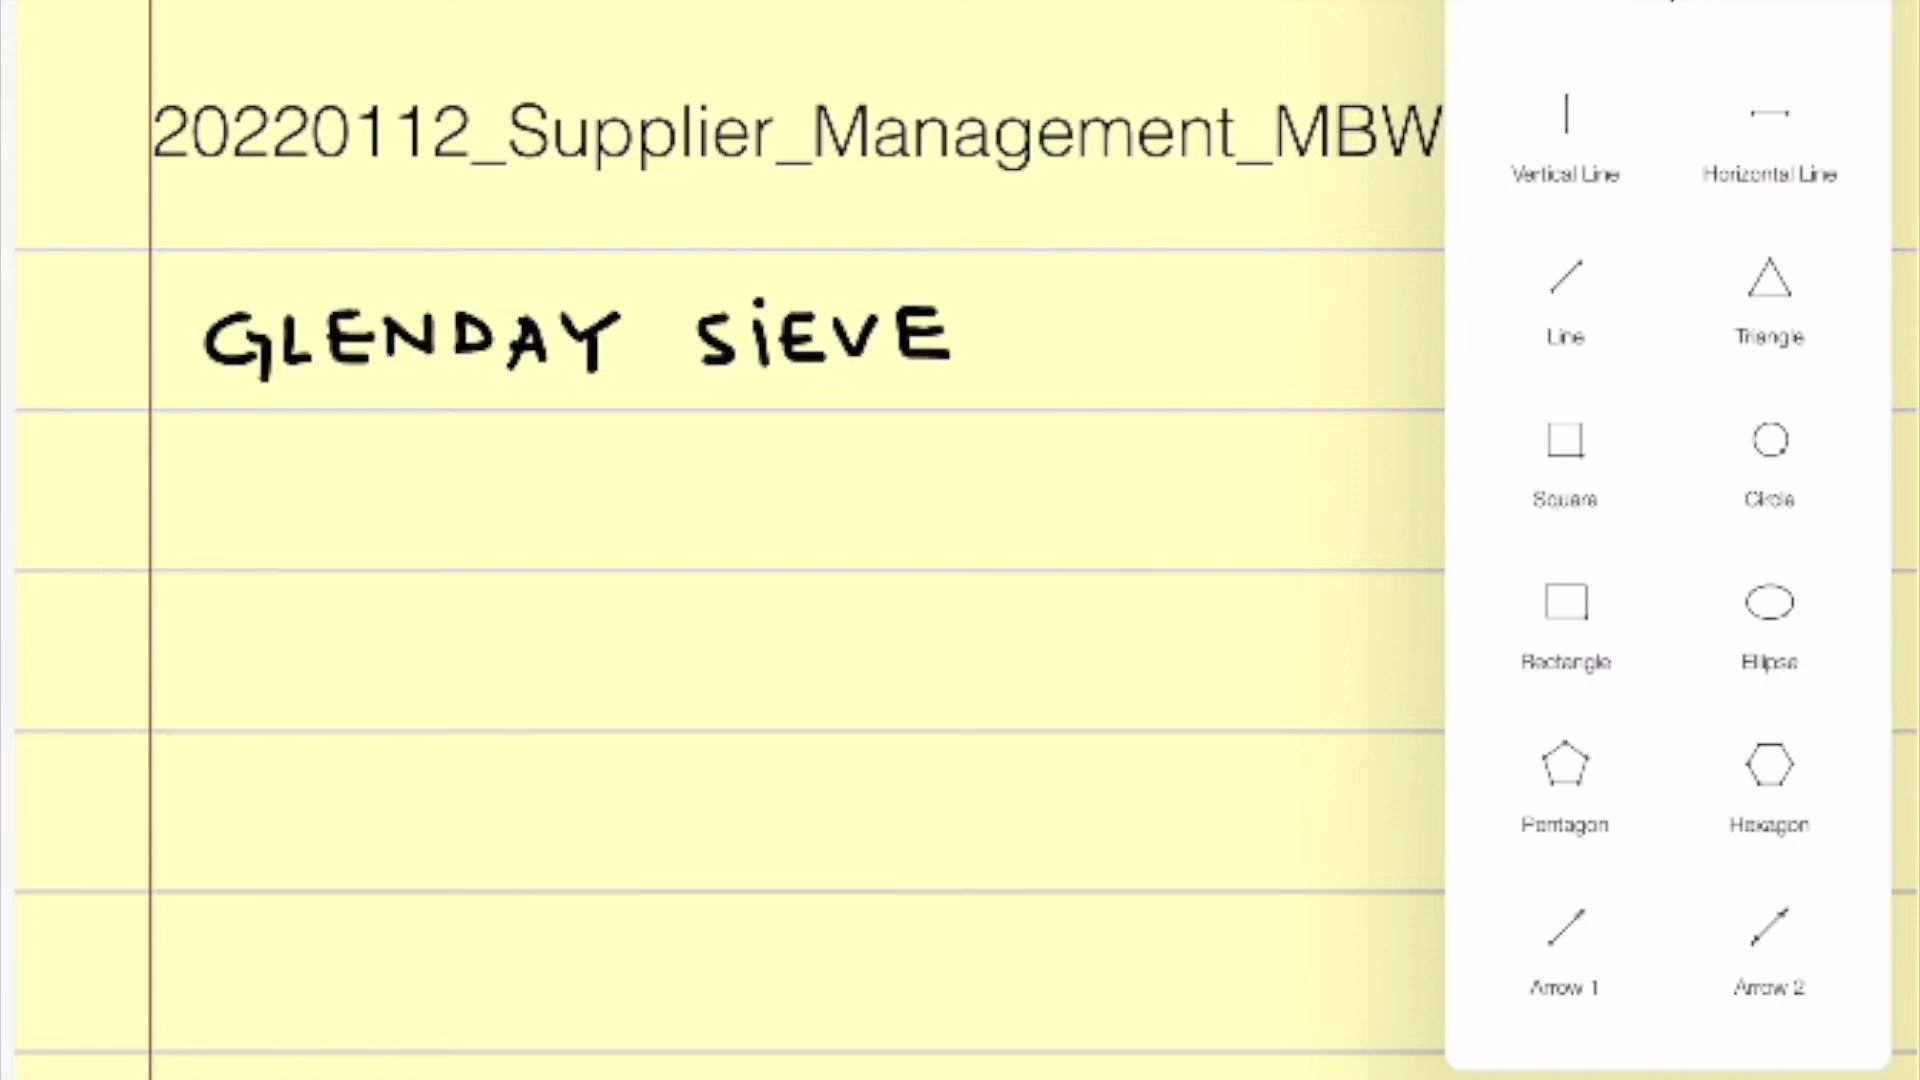 20220112_Supplier_Management_MBW
GLENDAY SiEVE
Vertical Line
Horizontal Line
Line
Triangle
Square
Circle
Rectangle
Ellipse
Pentagon
Hexagon
Arrow 1
Arrow 2